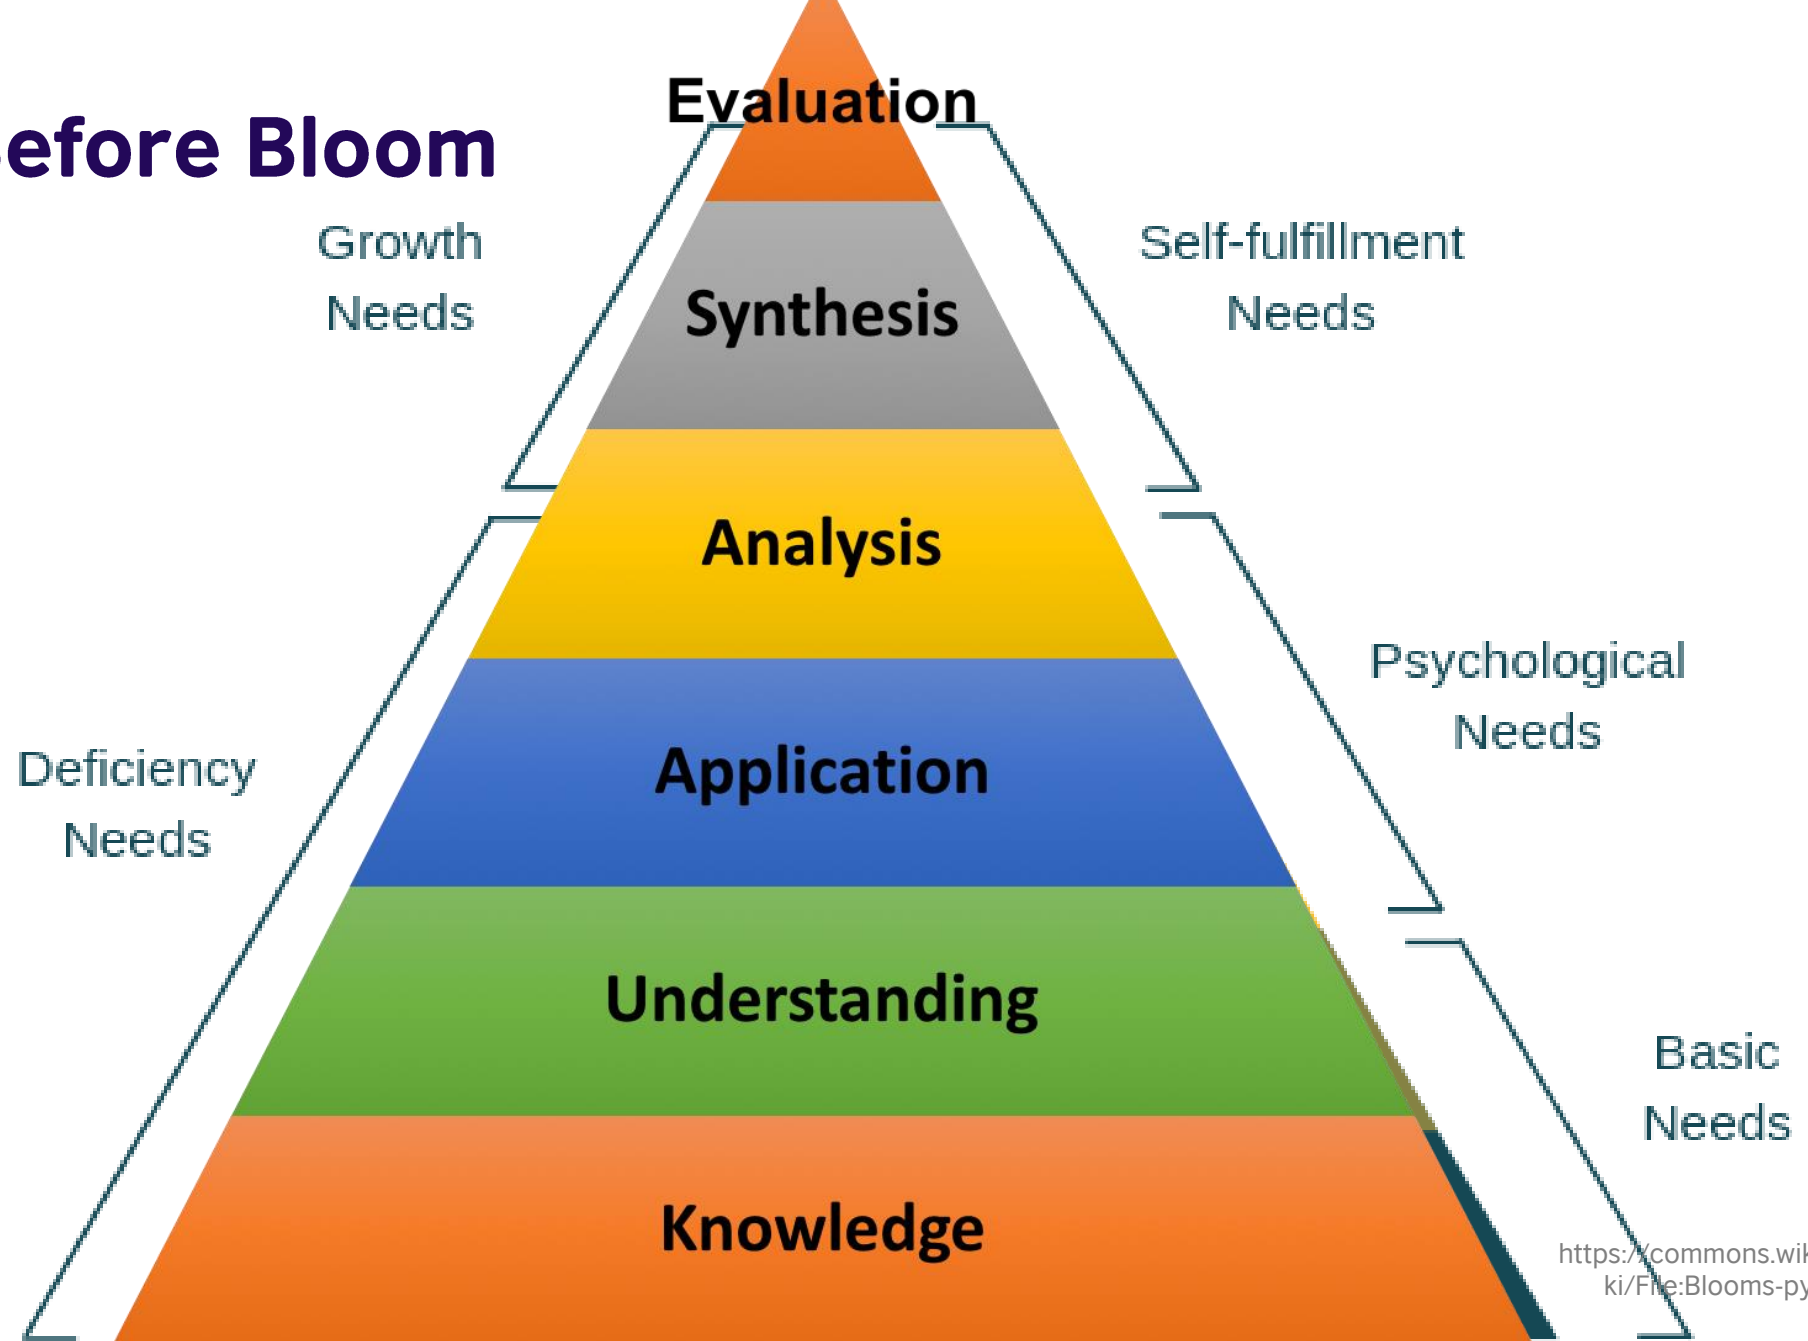 Evaluation
efore Bloom
Growth
Needs
Self-fulfillment
Needs
Synthesis
Analysis
Psychological
Needs
Application
Deficiency
Needs
Understanding
Basic
Needs
Knowledge
https://commons.wik
ki/File:Blooms-py